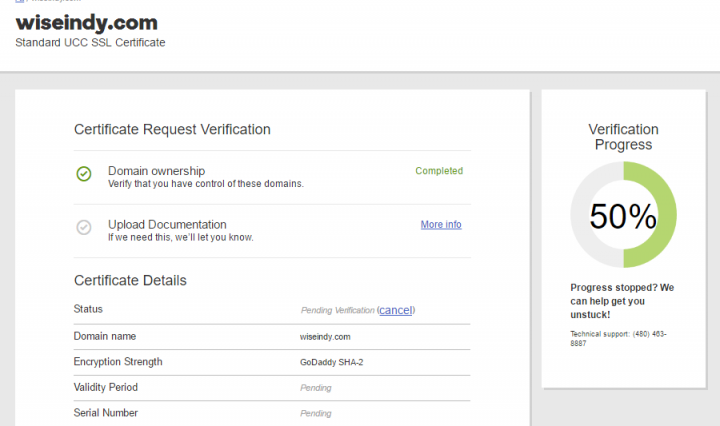 wiseindy.com
Standard UCC SSL Certificate
Certificate Request Verification
Domain ownership
Completed
Verify that you have control of these domains.
Upload Documentation
More info
If we need this, we'll let you know.
Certificate Details
Status
Pending Verification (cancel)
Domain name
wiseindy.com
Encryption Strength
GoDaddy SHA-2
Validity Period
Pending
Serial Number
Pending
Verification
Progress
50%
Progress stopped? We
can help get you
unstuck!
Technical support: (480) 463-
8887